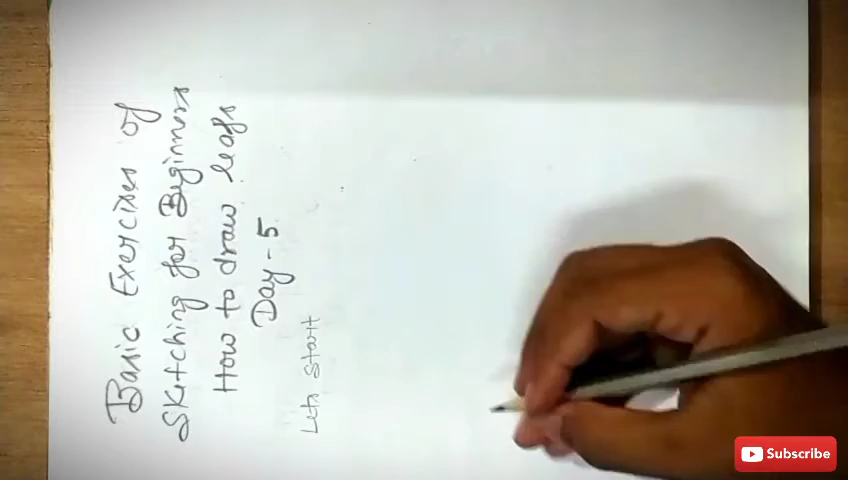 Basic Exercises of
Sketching for Beginners
How to draw leafs
Day - 5
Lets start
Subscribe